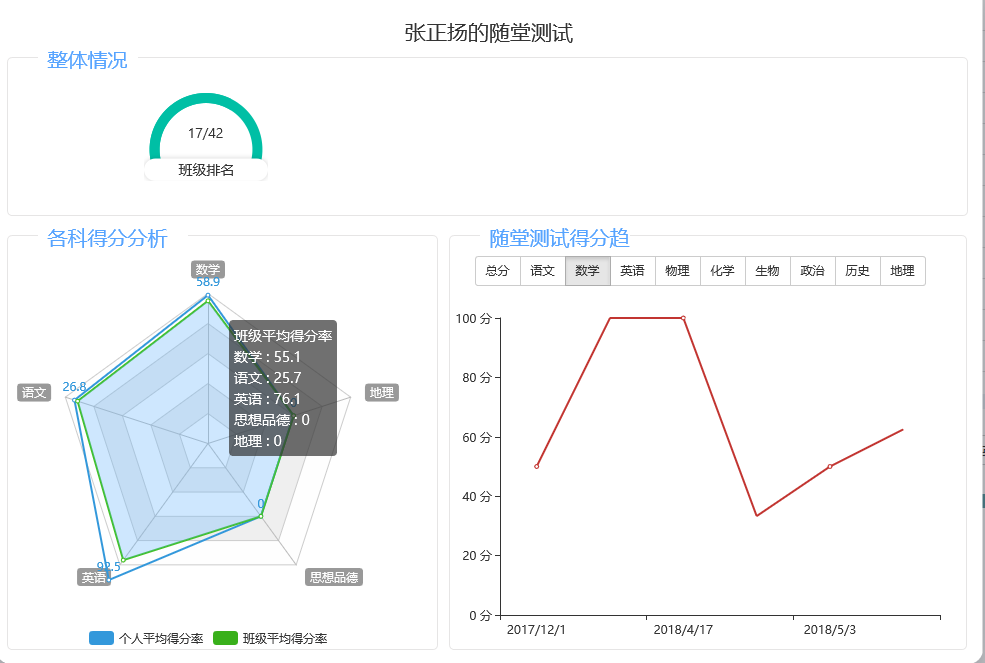 张正扬的随堂测试
整体情况
17/42
班级排名
各科得分分析
数学
58.9
班级平均得分率
数学 : 55.1
语文 : 25.7
英语 : 76.1
思想品德 : 0
地理 : 0
26.8
语文
地理
0
92.5
英语
思想品德
个人平均得分率
班级平均得分率
随堂测试得分趋
总分 语文 数学 英语 物理 化学 生物 政治 历史 地理
100 分
80 分
60 分
40 分
20 分
0 分
2017/12/1 2018/4/17 2018/5/3